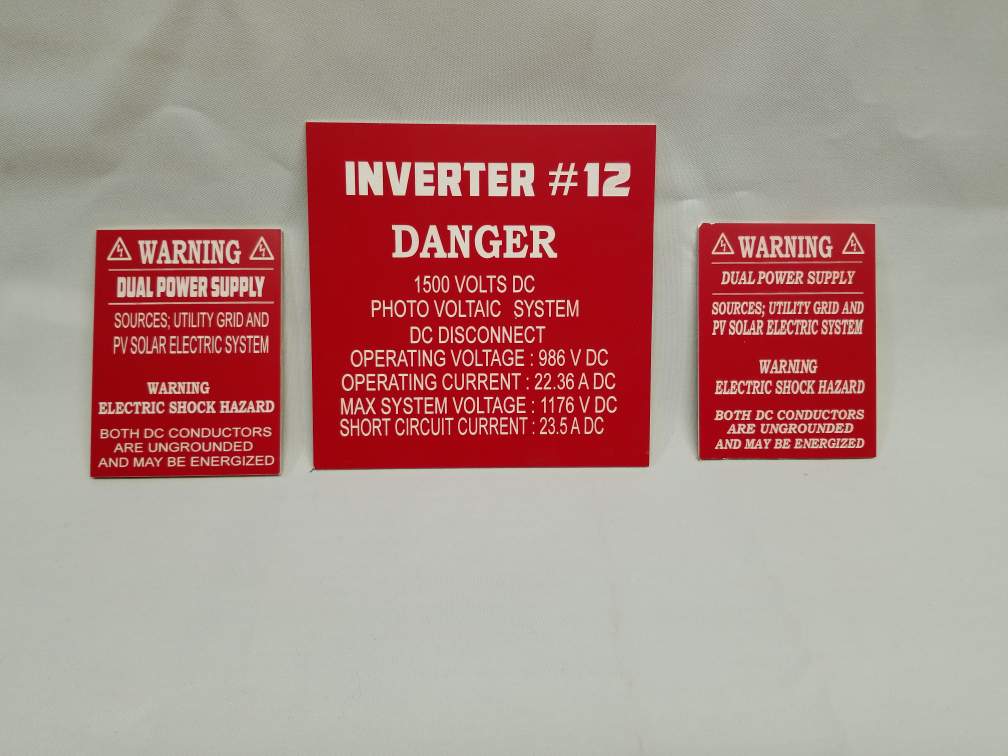 WARNING
DUAL POWER SUPPLY
SOURCES; UTILITY GRID AND
PV SOLAR ELECTRIC SYSTEM
WARNING
ELECTRIC SHOCK HAZARD
BOTH DC CONDUCTORS
ARE UNGROUNDED
AND MAY BE ENERGIZED
INVERTER #12
DANGER
1500 VOLTS DC
PHOTO VOLTAIC SYSTEM
DC DISCONNECT
OPERATING VOLTAGE : 986 V DC
OPERATING CURRENT : 22.36 A DC
MAX SYSTEM VOLTAGE : 1176 V DC
SHORT CIRCUIT CURRENT : 23.5 A DC
WARNING
DUAL POWER SUPPLY
SOURCES; UTILITY GRID AND
PV SOLAR ELECTRIC SYSTEM
WARNING
ELECTRIC SHOCK HAZARD
BOTH DC CONDUCTORS
ARE UNGROUNDED
AND MAY BE ENERGIZED